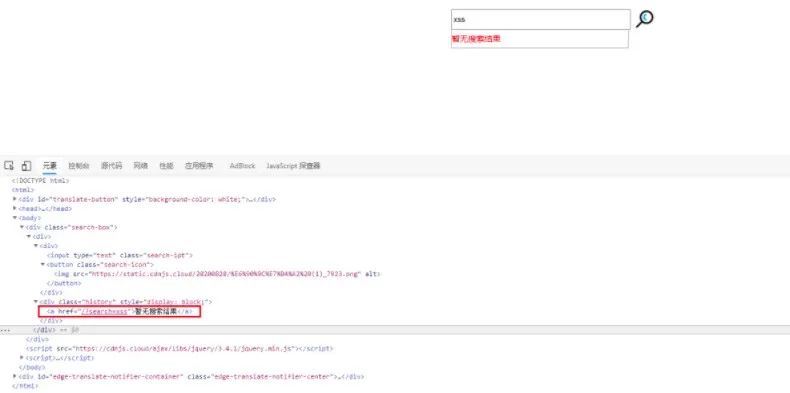 xss
暂无搜索结果
元素 控制台 源代码 网络 性能 应用程序 AdBlock JavaScript 探查器
<!DOCTYPE html>
<html>
<div id="translate-button" style="background-color: white;">…</div>
<head>…</head>
<body>
<div class="search-box">
<div>
<div>
<input type="text" class="search-ipt">
<button class="search-icon">
<img src="https://static.cdnjs.cloud/20200820/%E6%90%9C%E7%B4%A2%20(1)_7923.png" alt>
</button>
</div>
<div class="history" style="display: block;">
<a href="/?search=xss">暂无搜索结果</a>
</div>
… </div> == $0
</div>
<script src="https://cdnjs.cloud/ajax/libs/jquery/3.4.1/jquery.min.js"></script>
<script>…</script>
</body>
<div id="edge-translate-notifier-container" class="edge-translate-notifier-center">…</div>
</html>